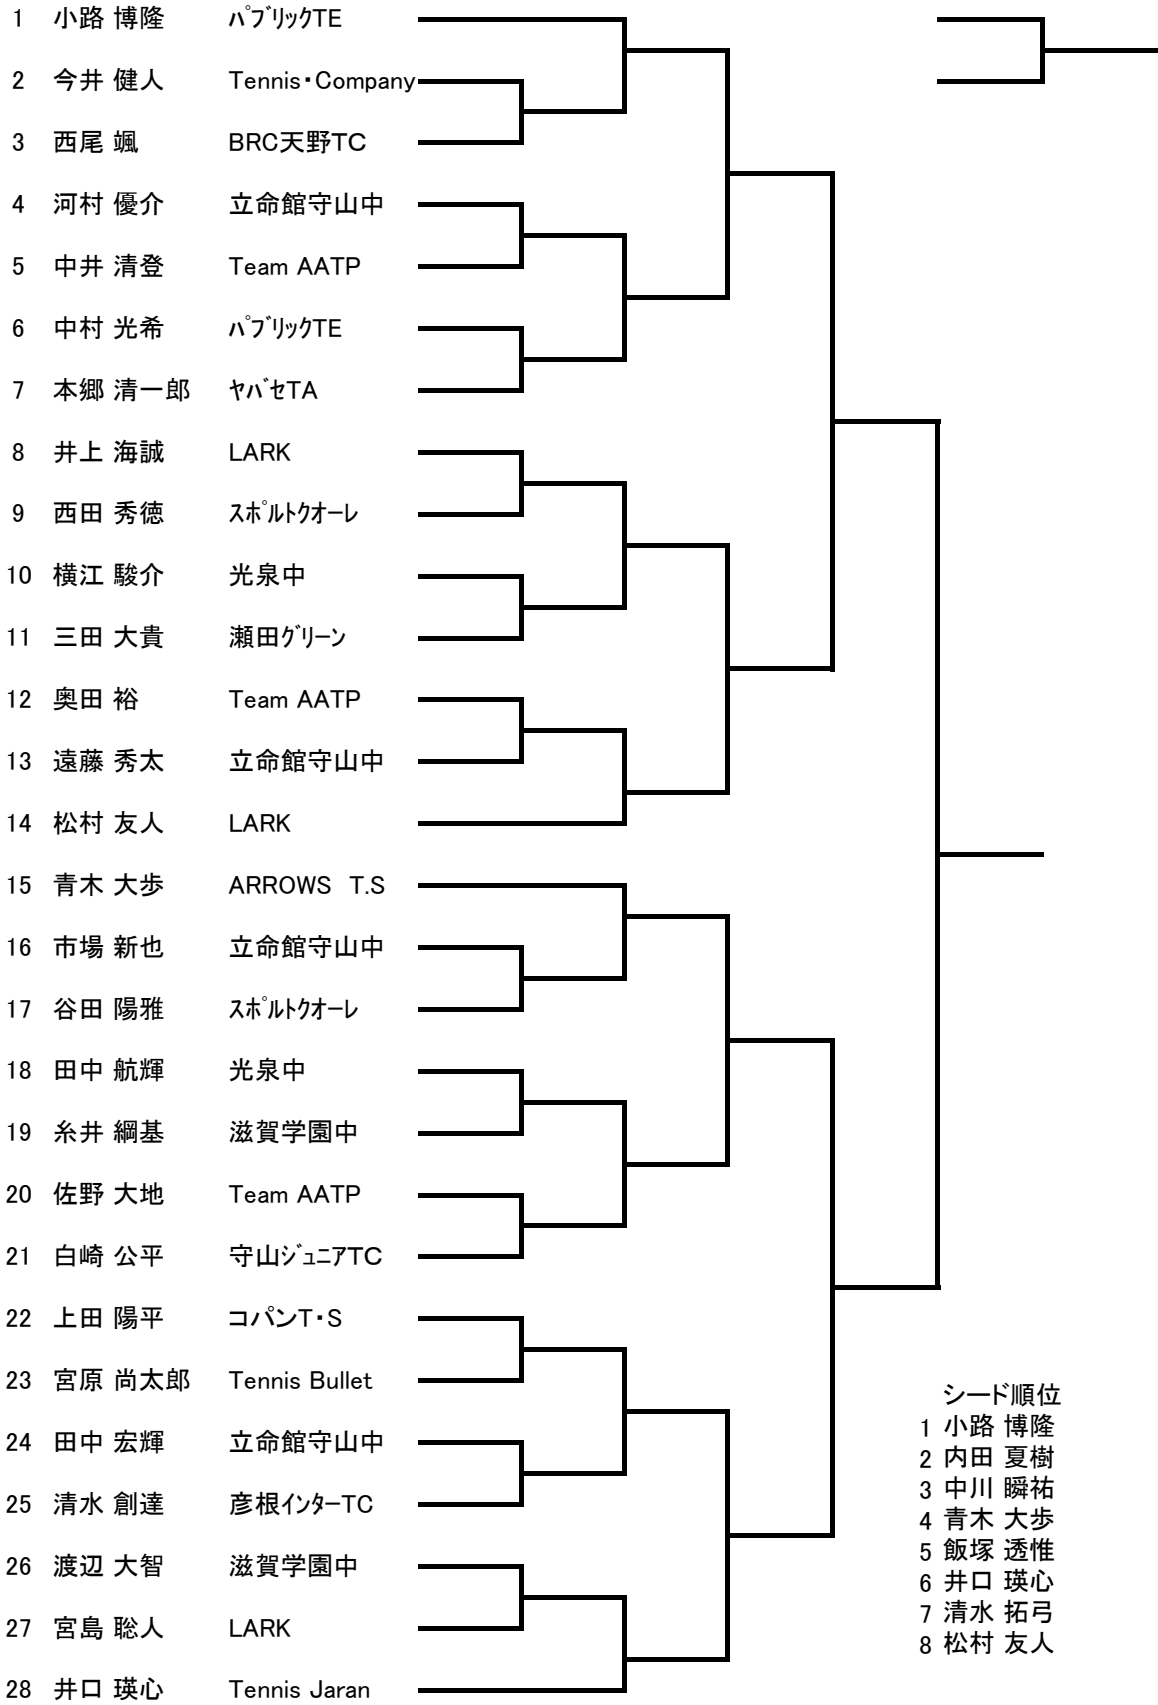 1 小路 博隆 ﾊﾟﾌﾞﾘｯｸTE
2 今井 健人 Tennis･Company
3 西尾 颯 BRC天野TC
4 河村 優介 立命館守山中
5 中井 清登 Team AATP
6 中村 光希 ﾊﾟﾌﾞﾘｯｸTE
7 本郷 清一郎 ﾔﾊﾞｾTA
8 井上 海誠 LARK
9 西田 秀徳 ｽﾎﾟﾙﾄｸｵｰﾚ
10 横江 駿介 光泉中
11 三田 大貴 瀬田ｸﾞﾘｰﾝ
12 奥田 裕 Team AATP
13 遠藤 秀太 立命館守山中
14 松村 友人 LARK
15 青木 大歩 ARROWS　T.S
16 市場 新也 立命館守山中
17 谷田 陽雅 ｽﾎﾟﾙﾄｸｵｰﾚ
18 田中 航輝 光泉中
19 糸井 綱基 滋賀学園中
20 佐野 大地 Team AATP
21 白崎 公平 守山ｼﾞｭﾆｱTC
22 上田 陽平 コパンT･S
23 宮原 尚太郎 Tennis Bullet
24 田中 宏輝 立命館守山中
25 清水 創達 彦根ｲﾝﾀｰTC
26 渡辺 大智 滋賀学園中
27 宮島 聡人 LARK
28 井口 瑛心 Tennis Jaran
シード順位
1 小路 博隆
2 内田 夏樹
3 中川 瞬祐
4 青木 大歩
5 飯塚 透惟
6 井口 瑛心
7 清水 拓弓
8 松村 友人